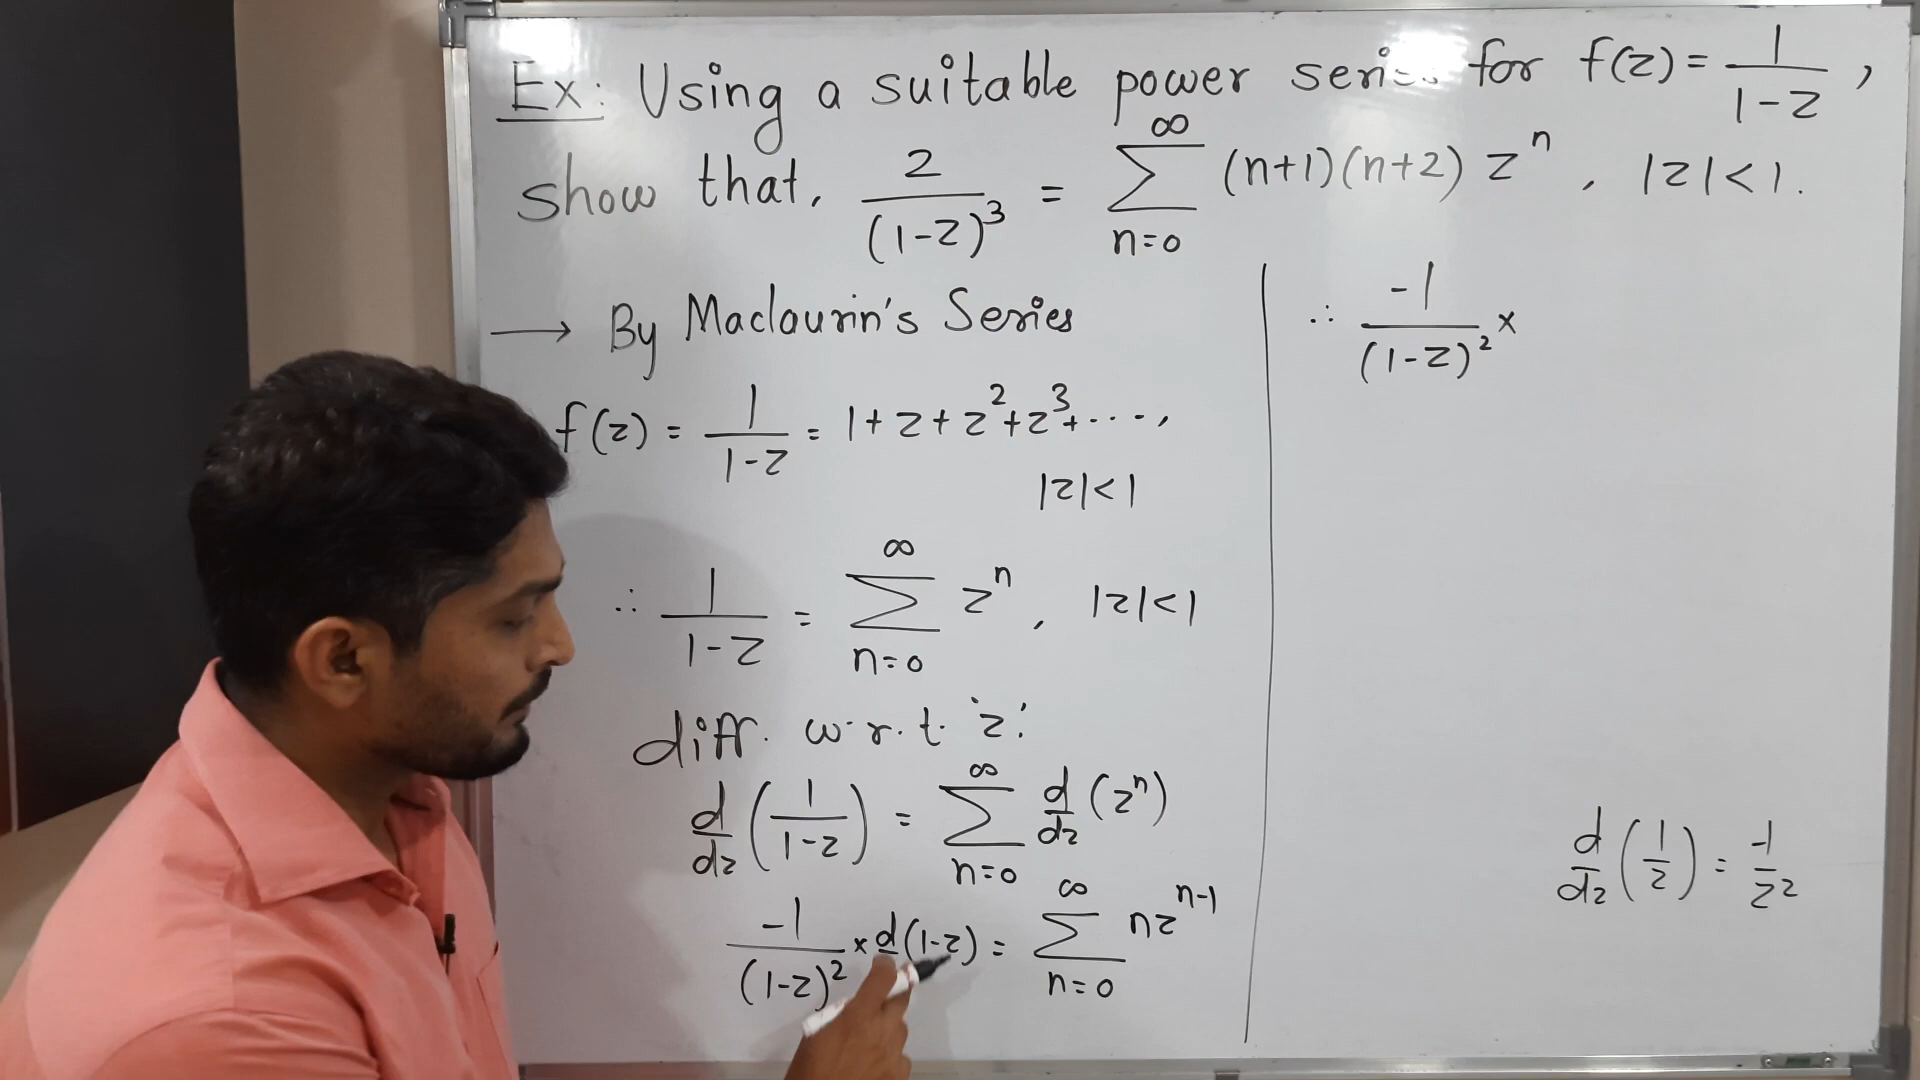 Ex: Using a suitable power series for f(z) = 1/(1-z) ,
show that, 2/(1-z)^3 = ∑_{n=0}^{∞} (n+1)(n+2) z^n , |z|<1.
⟶ By Maclaurin's Series
f(z) = 1/(1-z) = 1+z+z^2+z^3+.... ,
|z|<1
∴ 1/(1-z) = ∑_{n=0}^{∞} z^n , |z|<1
diff. w.r.t. 'z'
d/dz (1/(1-z)) = ∑_{n=0}^{∞} d/dz (z^n)
-1/(1-z)^2 × d (1-z) = ∑_{n=0}^{∞} nz^{n-1}
∴ -1/(1-z)^2 ×
d/dz (1/z) = -1/z^2